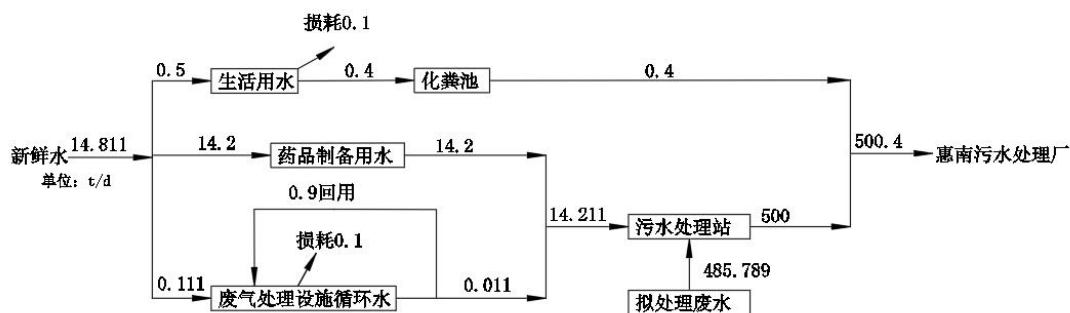 损耗0.1
0.5
生活用水
0.4
化粪池
0.4
新鲜水
14.811
单位：t/d
14.2
药品制备用水
14.2
500.4
惠南污水处理厂
0.9回用
14.211
污水处理站
500
损耗0.1
485.789
0.111
废气处理设施循环水
0.011
拟处理废水